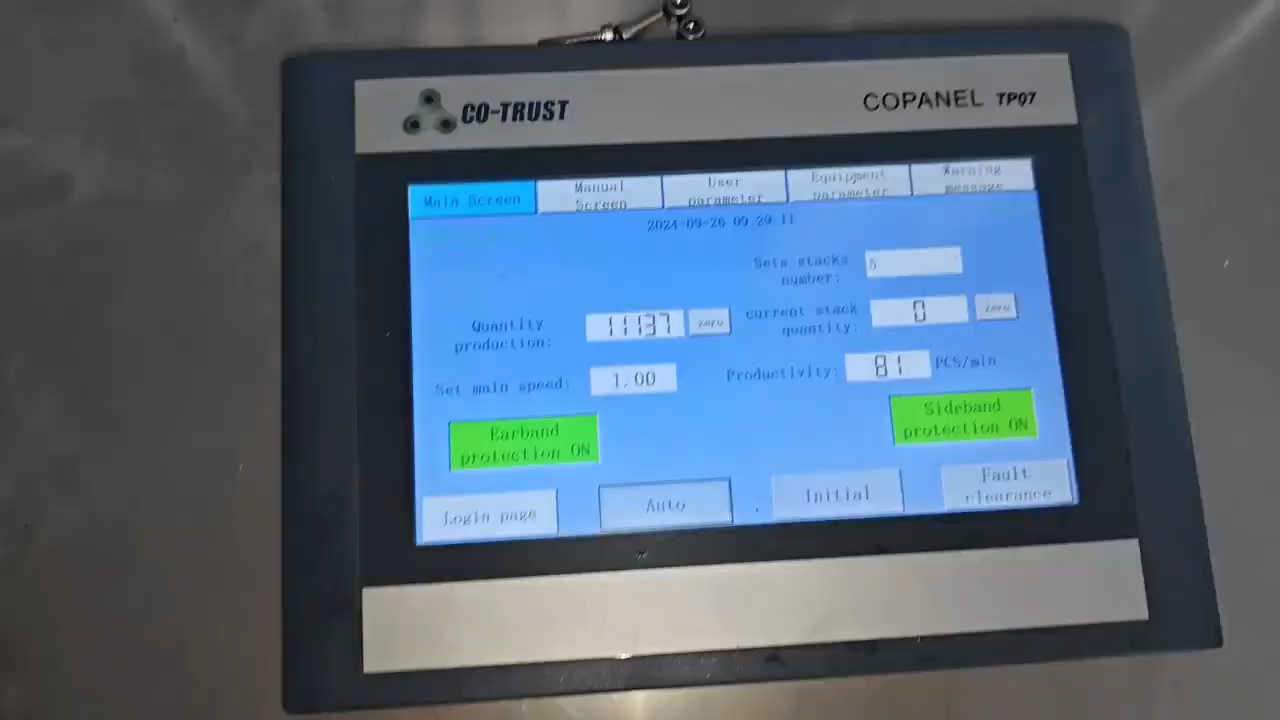 CO-TRUST
COPANEL TP07
Main Screen
Manual
Screen
User
parameter
Equipment
parameter
Warning
message
2024-09-26 09:29 11
Sets stacks
number:
5
Quantity
production:
11137
zero
current stack
quantity:
0
zero
Set main speed:
1.00
Productivity:
81
PCS/min
Earband
protection ON
Sideband
protection ON
Login page
Auto
Initial
Fault
clearance